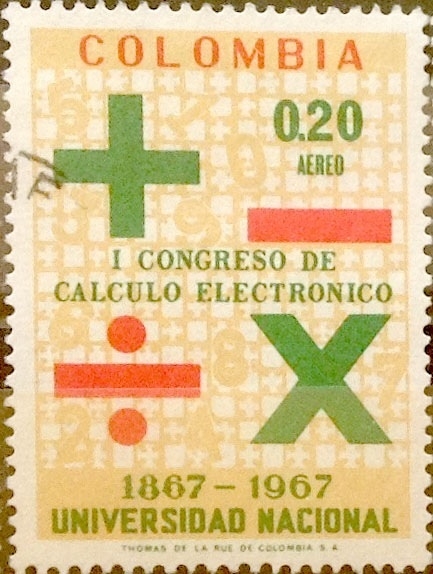 COLOMBIA
0.20
AEREO
I CONGRESO DE
CALCULO ELECTRONICO
1867 - 1967
UNIVERSIDAD NACIONAL
THOMAS DE LA RUE DE COLOMBIA S. A.